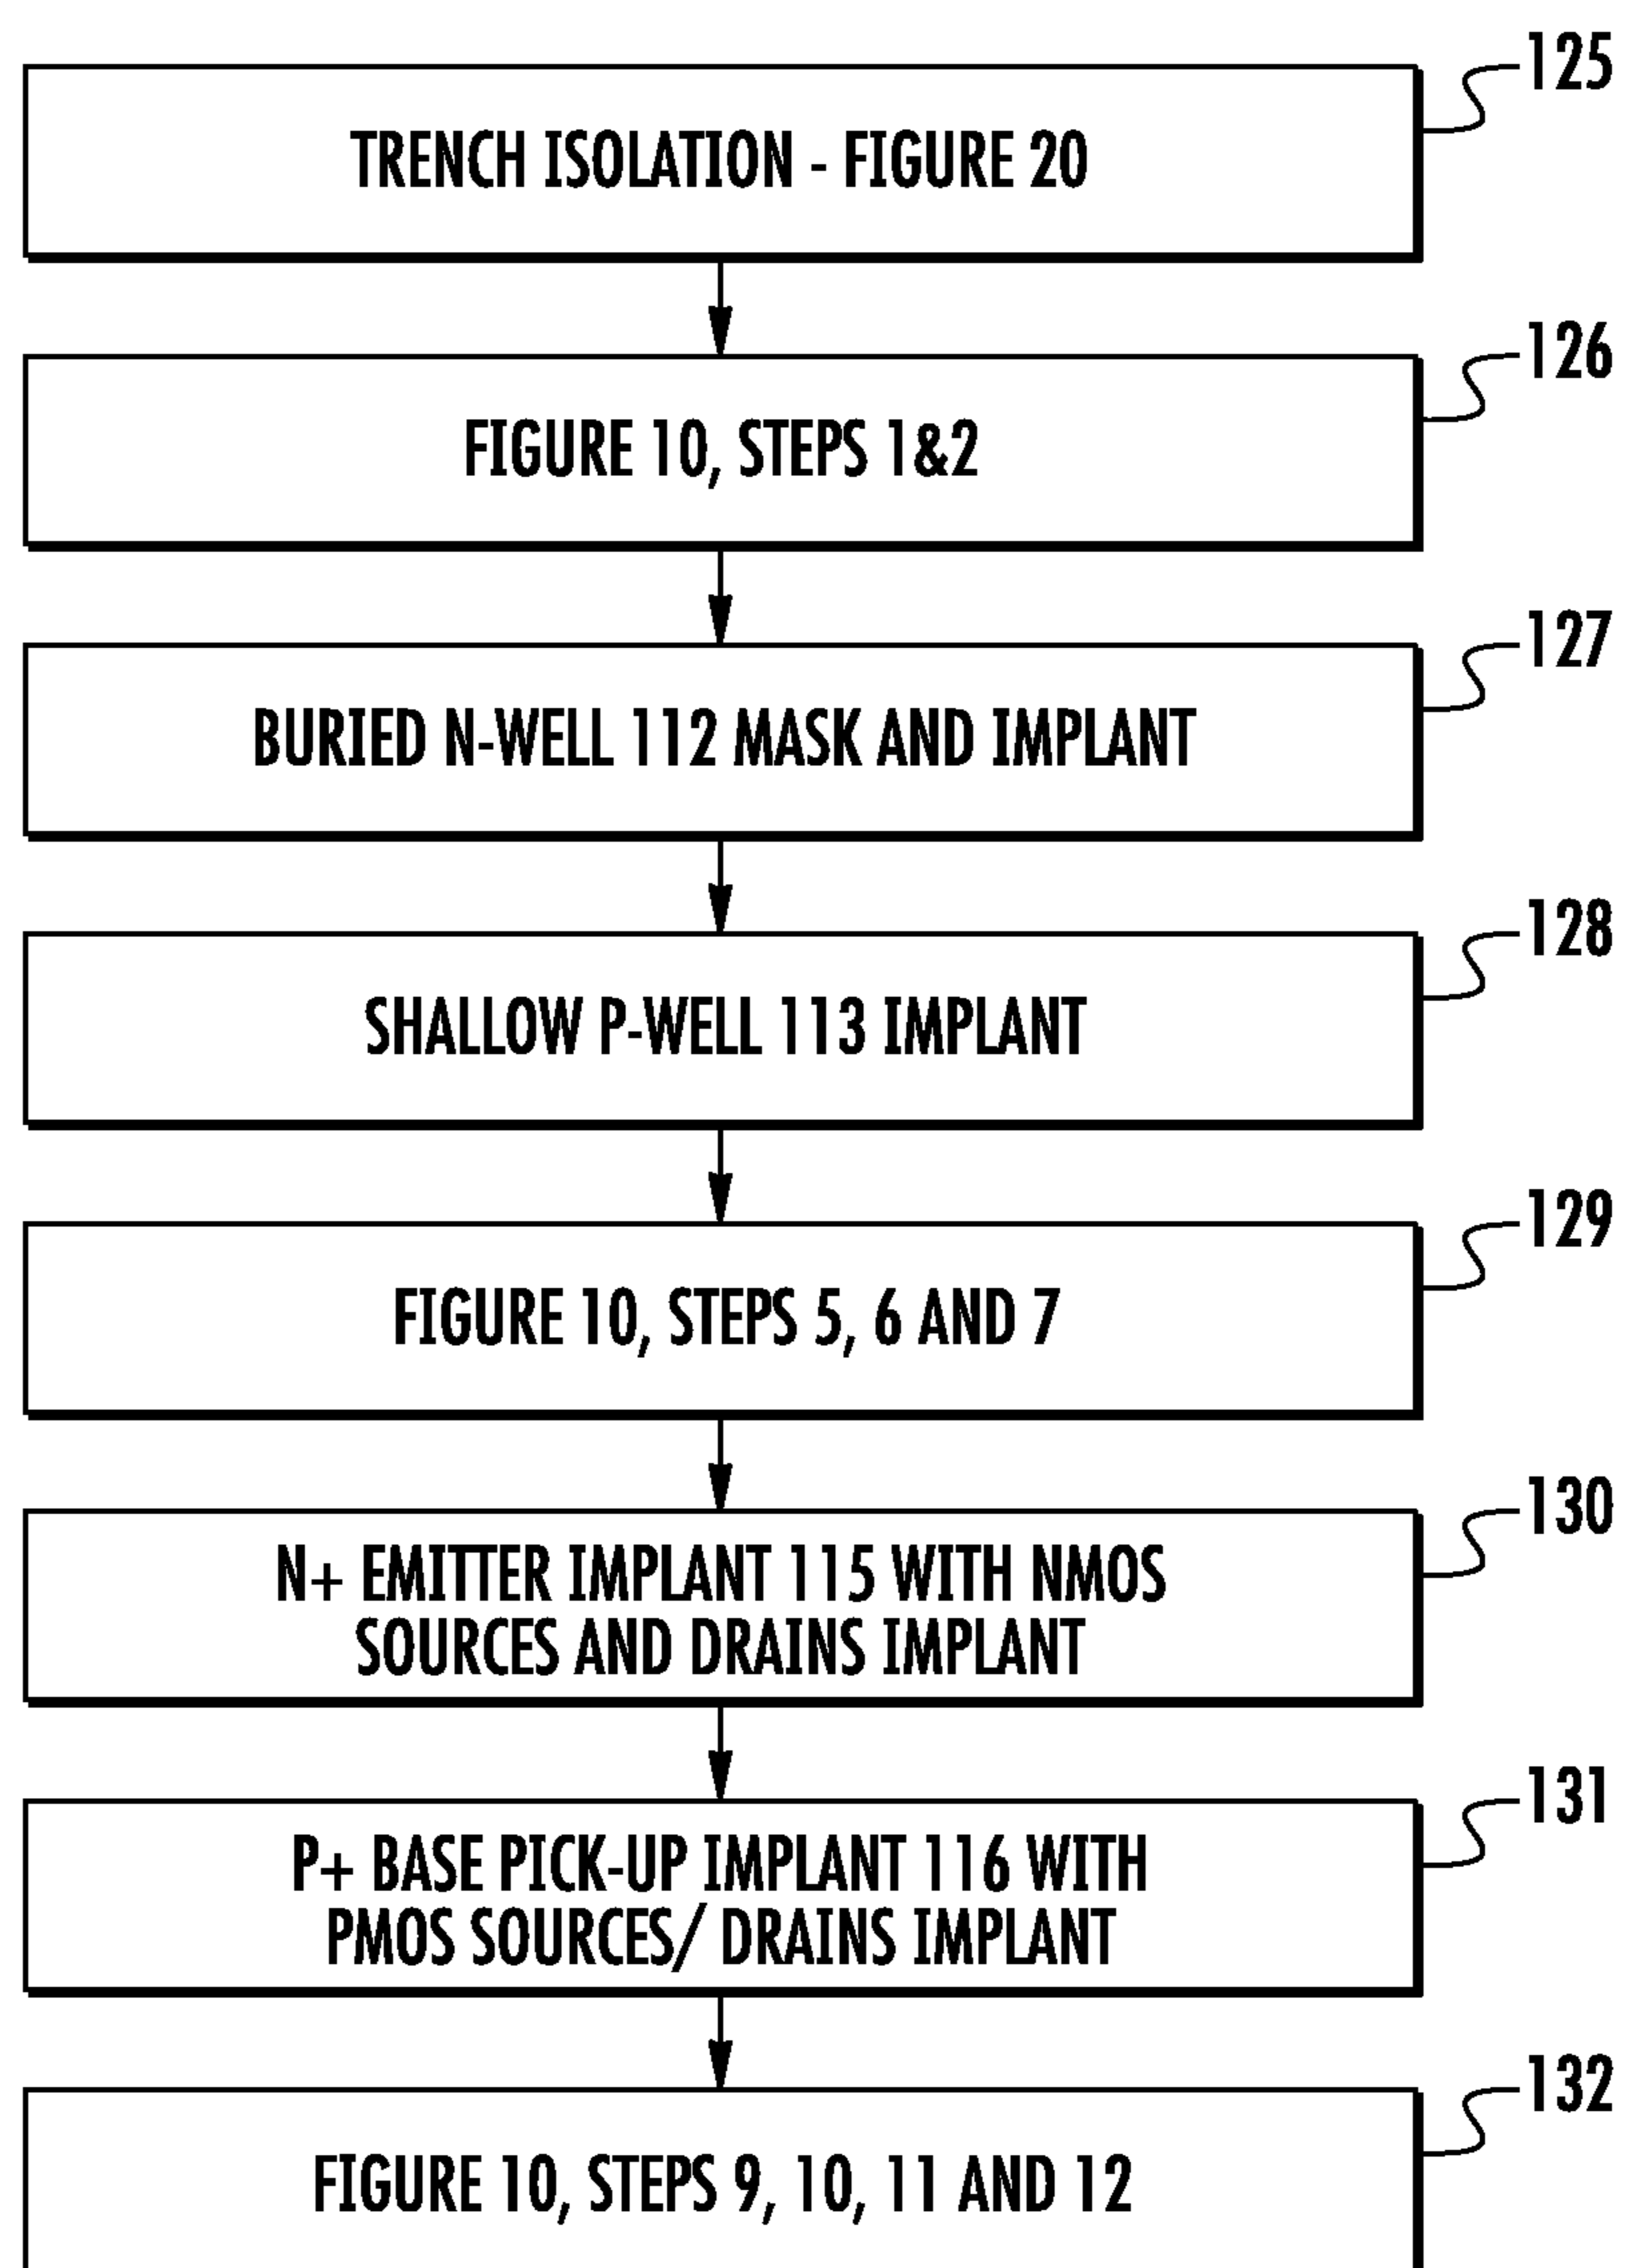 125
TRENCH ISOLATION - FIGURE 20
126
FIGURE 10, STEPS 1&2
127
BURIED N-WELL 112 MASK AND IMPLANT
128
SHALLOW P-WELL 113 IMPLANT
129
FIGURE 10, STEPS 5, 6 AND 7
130
N+ EMITTER IMPLANT 115 WITH NMOS
SOURCES AND DRAINS IMPLANT
131
P+ BASE PICK-UP IMPLANT 116 WITH
PMOS SOURCES/ DRAINS IMPLANT
132
FIGURE 10, STEPS 9, 10, 11 AND 12